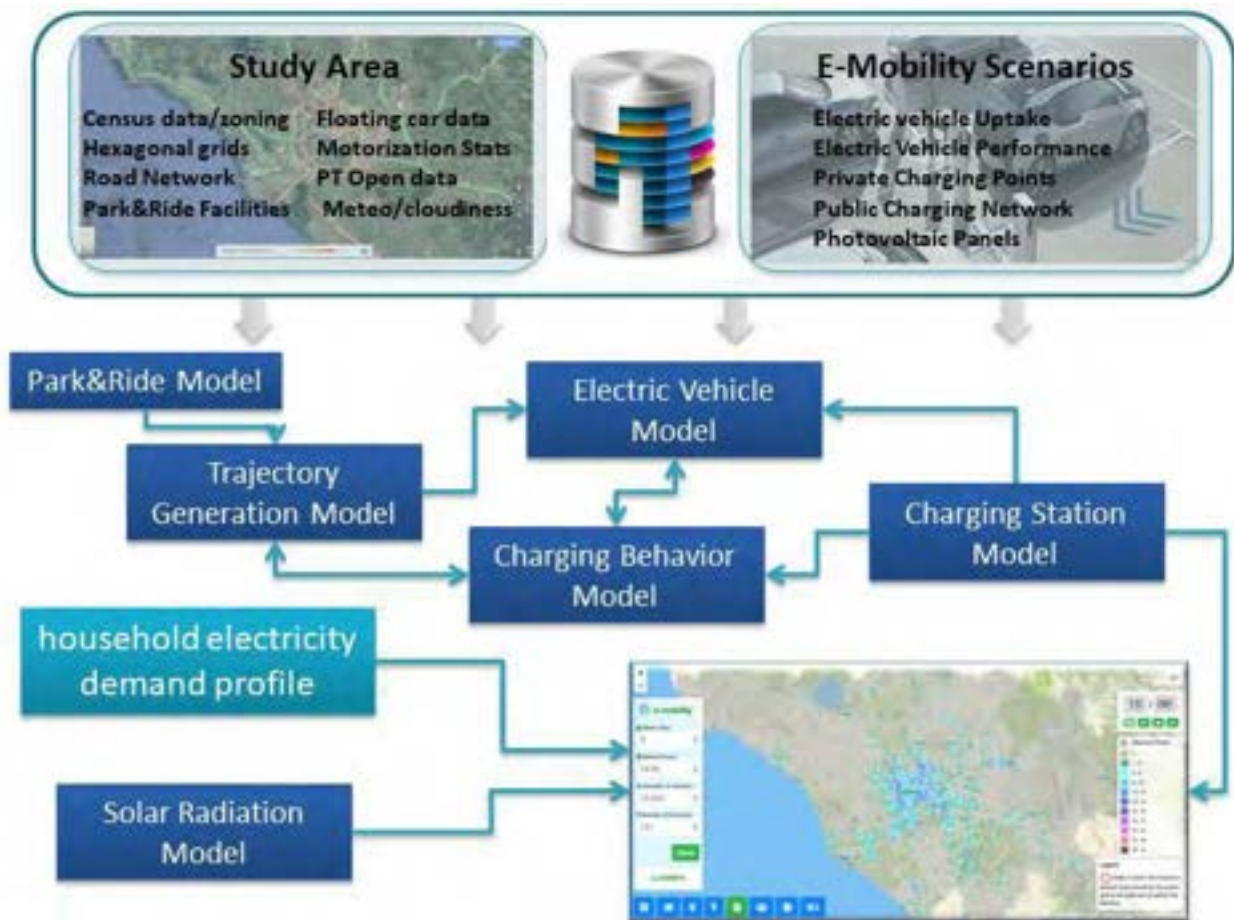 Study Area
Census data/zoning
Hexagonal grids
Road Network
Park&Ride Facilities
Floating car data
Motorization Stats
PT Open data
Meteo/cloudiness
E-Mobility Scenarios
Electric vehicle Uptake
Electric Vehicle Performance
Private Charging Points
Public Charging Network
Photovoltaic Panels
Park&Ride Model
Electric Vehicle
Model
Trajectory
Generation Model
Charging Station
Model
Charging Behavior
Model
household electricity
demand profile
Solar Radiation
Model
e-mobility